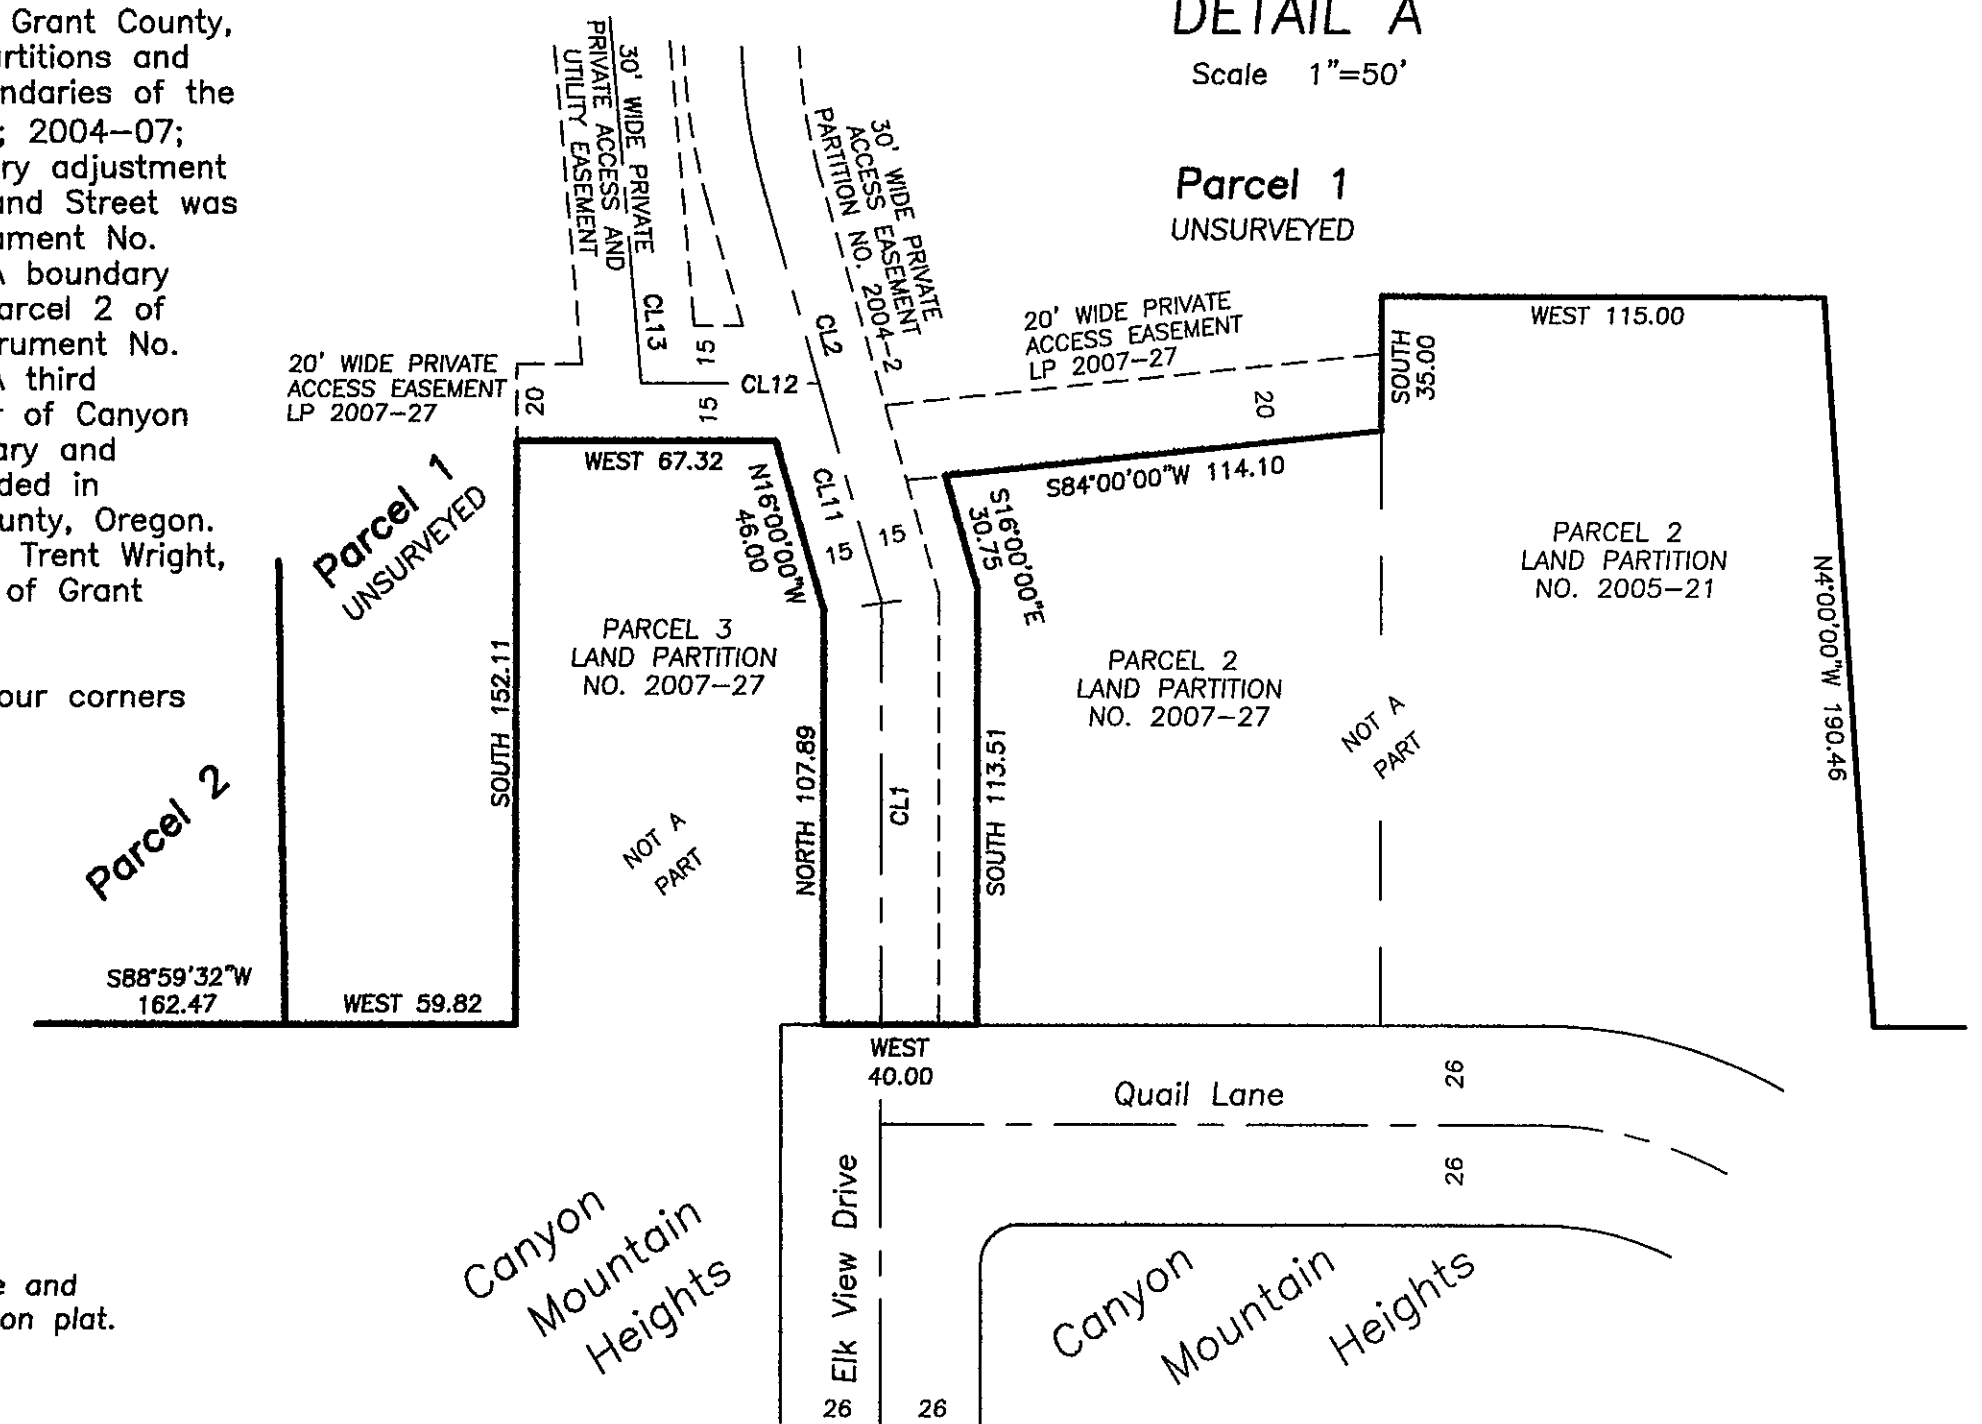 Grant County,
rtitions and
ndaries of the
; 2004-07;
ry adjustment
and Street was
ument No.
A boundary
arcel 2 of
rument No.
A third
r of Canyon
ary and
ded in
unty, Oregon.
Trent Wright,
of Grant
our corners
e and
on plat.
DETAIL A
Scale 1"=50'
Parcel 1
UNSURVEYED
30' WIDE PRIVATE
PRIVATE ACCESS AND
UTILITY EASEMENT
30' WIDE PRIVATE
ACCESS EASEMENT
PARTITION NO. 2004-2
CL13
15
CL2
20' WIDE PRIVATE
ACCESS EASEMENT
LP 2007-27
20
15
CL12
20' WIDE PRIVATE
ACCESS EASEMENT
LP 2007-27
20
SOUTH
35.00
WEST 115.00
WEST 67.32
N16°00'00"W
46.00
CL11
15
15
S16°00'00"E
30.75
S84°00'00"W 114.10
Parcel 1
UNSURVEYED
PARCEL 3
LAND PARTITION
NO. 2007-27
PARCEL 2
LAND PARTITION
NO. 2007-27
PARCEL 2
LAND PARTITION
NO. 2005-21
N4°00'00"W 190.46
SOUTH 152.11
NOT A
PART
NORTH 107.89
CL1
SOUTH 113.51
NOT A
PART
Parcel 2
S88°59'32"W
162.47
WEST 59.82
WEST
40.00
Quail Lane
26
26
Elk View Drive
26
26
Canyon
Mountain
Heights
Canyon
Mountain
Heights